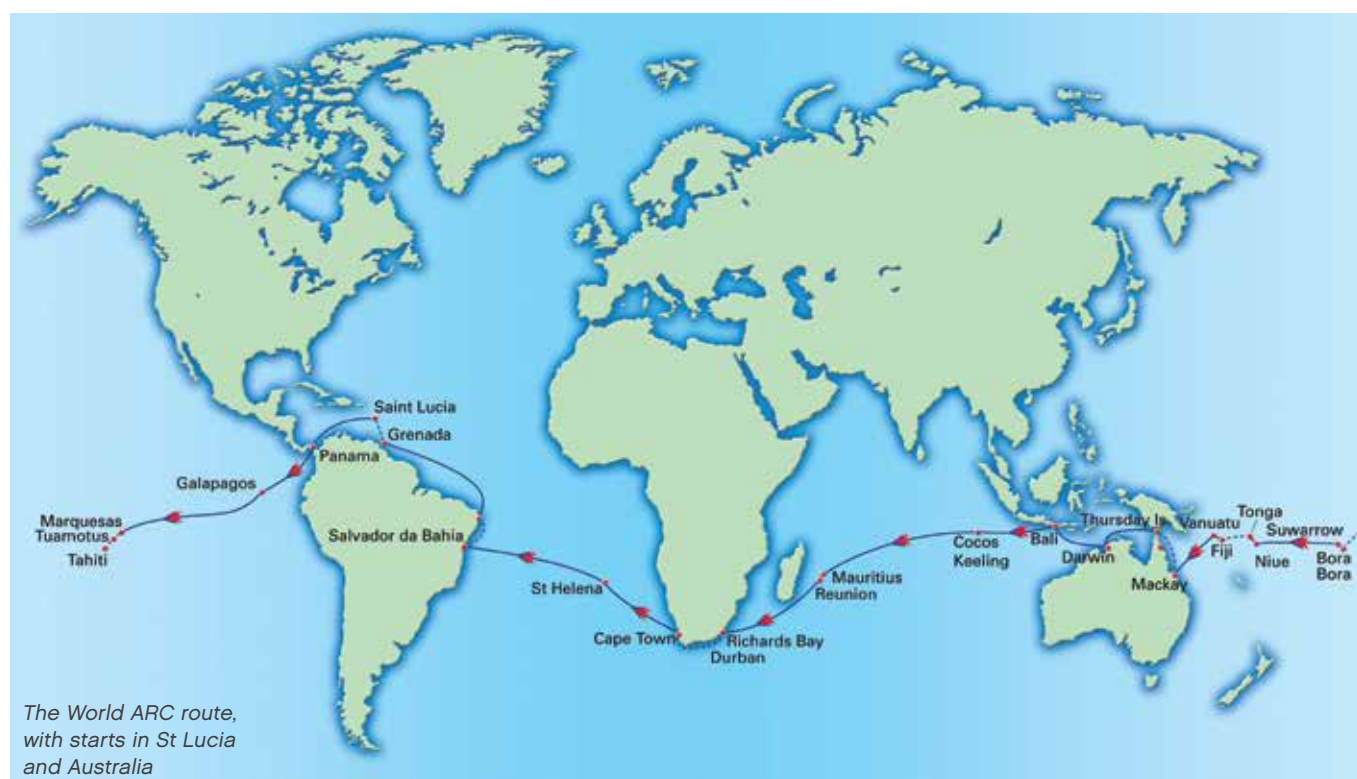 Saint Lucia
Grenada
Panama
Galapagos
Marquesas
Tuamotus
Tahiti
Salvador da Bahia
St Helena
Cape Town
Richards Bay
Durban
Mauritius
Reunion
Cocos
Keeling
Bali
Darwin
Thursday Is
Mackay
Vanuatu
Fiji
Tonga
Suwarrow
Niue
Bora
Bora
The World ARC route,
with starts in St Lucia
and Australia